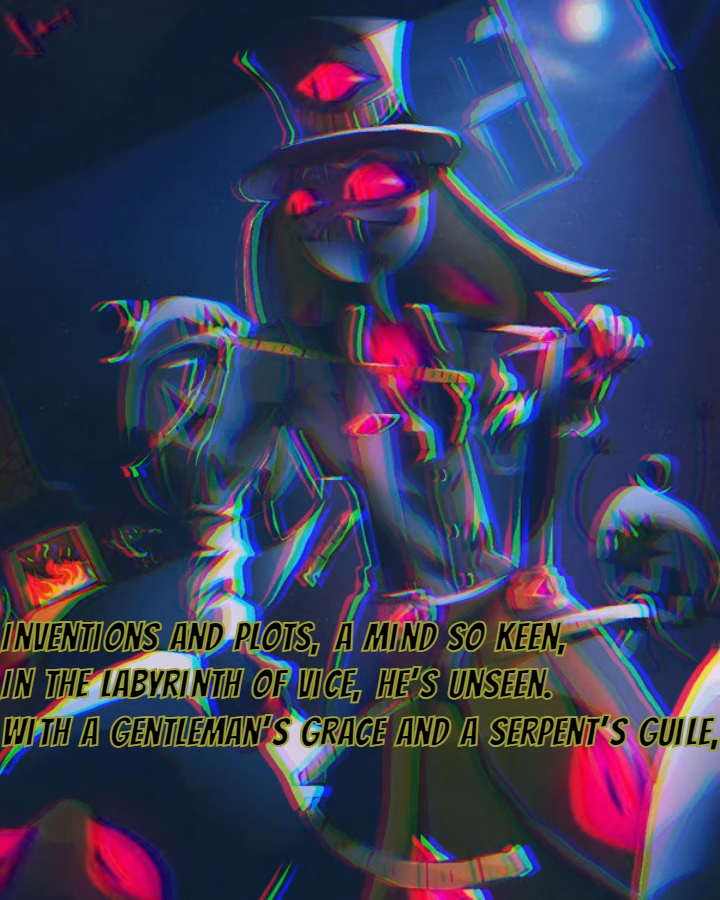 INVENTIONS AND PLOTS, A MIND SO KEEN,
IN THE LABYRINTH OF VICE, HE'S UNSEEN.
WITH A GENTLEMAN'S GRACE AND A SERPENT'S GUILE,